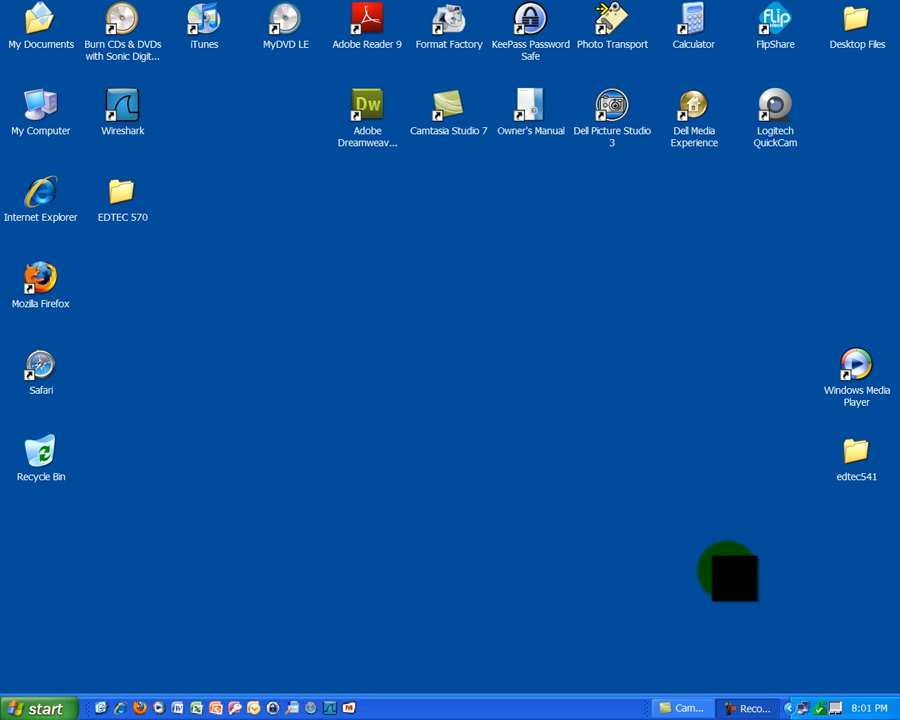 My Documents
Burn CDs & DVDs
with Sonic Digit...
iTunes
MyDVD LE
Adobe Reader 9
Format Factory
KeePass Password
Safe
Photo Transport
Calculator
flip
FlipShare
Desktop Files
My Computer
Wireshark
Dw
Adobe
Dreamweav...
Camtasia Studio 7
Owner's Manual
Dell Picture Studio
3
Dell Media
Experience
Logitech
QuickCam
Internet Explorer
EDTEC 570
Mozilla Firefox
Safari
Windows Media
Player
Recycle Bin
edtec541
start
Cam...
Reco...
8:01 PM